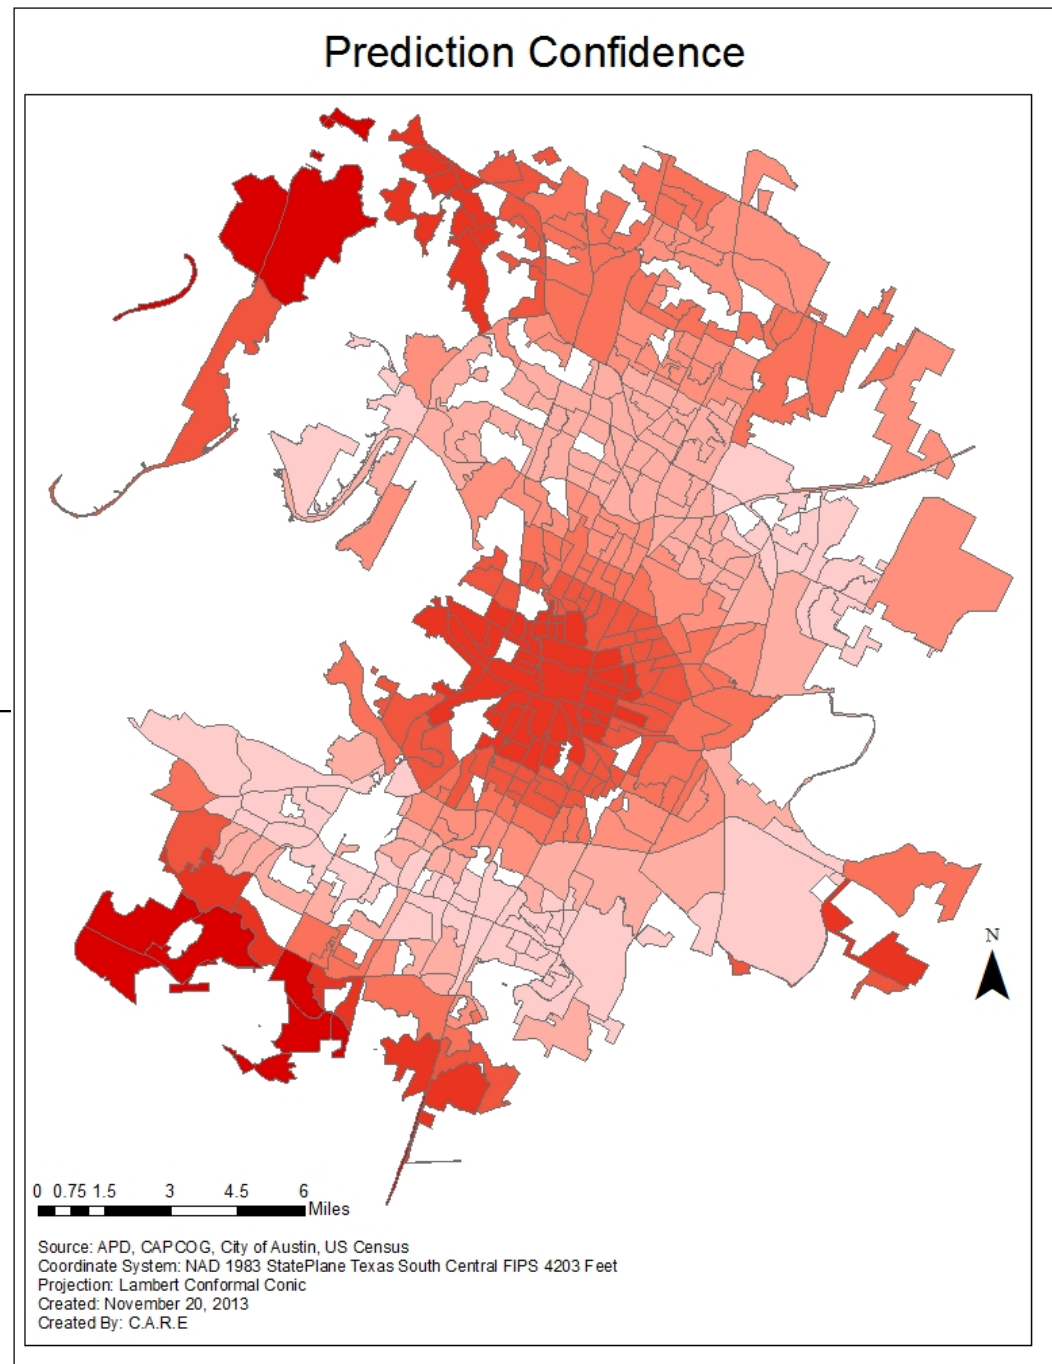 Prediction Confidence
N
0 0.75 1.5 3 4.5 6
Miles
Source: APD, CAPCOG, City of Austin, US Census
Coordinate System: NAD 1983 StatePlane Texas South Central FIPS 4203 Feet
Projection: Lambert Conformal Conic
Created: November 20, 2013
Created By: C.A.R.E